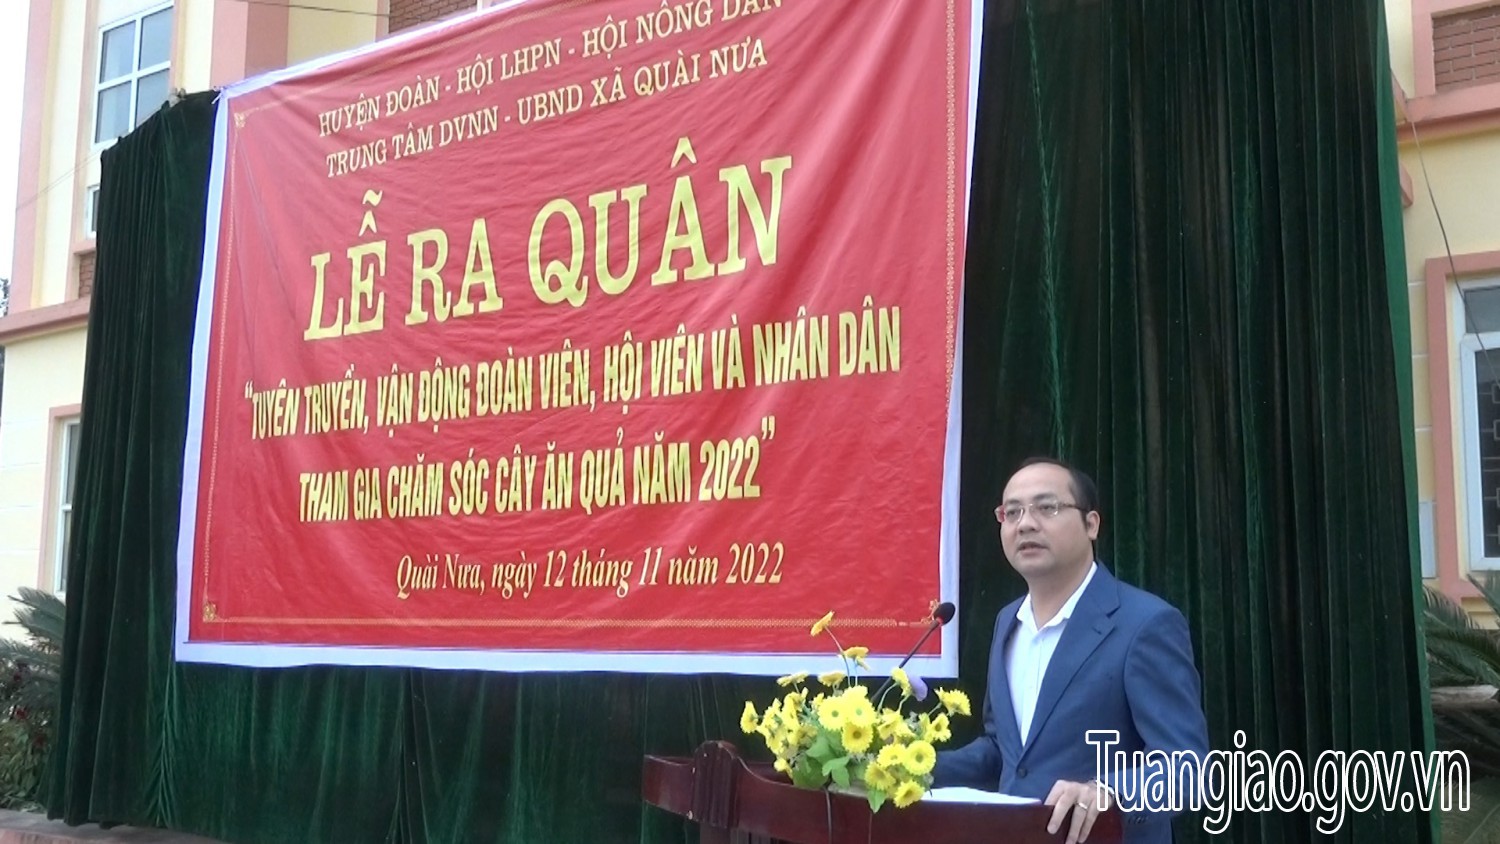 HUYỆN ĐOÀN - HỘI LHPN - HỘI NÔNG DÂN
TRUNG TÂM DVNN - UBND XÃ QUÀI NƯA
LỄ RA QUÂN
“TUYÊN TRUYỀN, VẬN ĐỘNG ĐOÀN VIÊN, HỘI VIÊN VÀ NHÂN DÂN
THAM GIA CHĂM SÓC CÂY ĂN QUẢ NĂM 2022”
Quài Nưa, ngày 12 tháng 11 năm 2022
Tuangiao.gov.vn